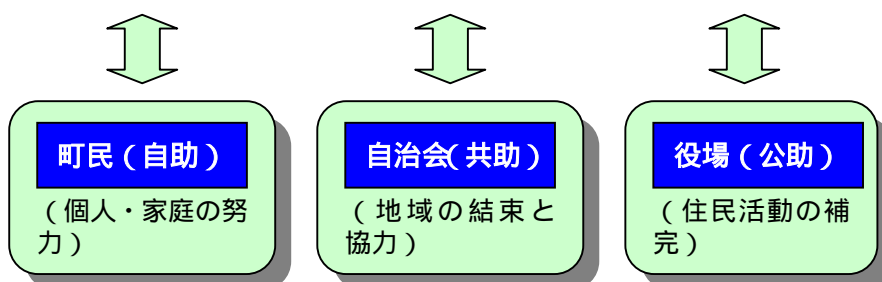 町民（自助）
（個人・家庭の努
力）
自治会（共助）
（地域の結束と
協力）
役場（公助）
（住民活動の補
完）